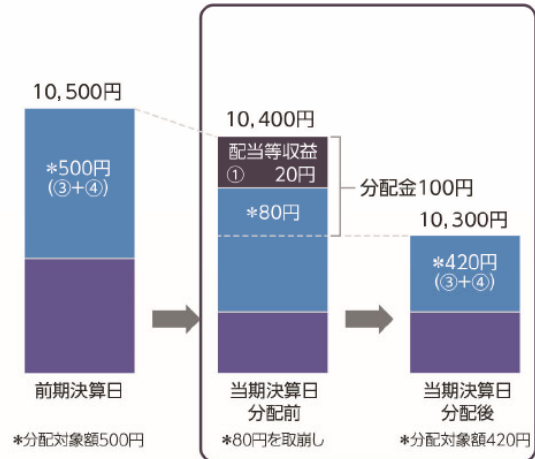 10,500円
*500円
(③+④)
前期決算日
*分配対象額500円
10,400円
配当等収益
① 20円
*80円
分配金100円
当期決算日
分配前
*80円を取崩し
10,300円
*420円
(③+④)
当期決算日
分配後
*分配対象額420円